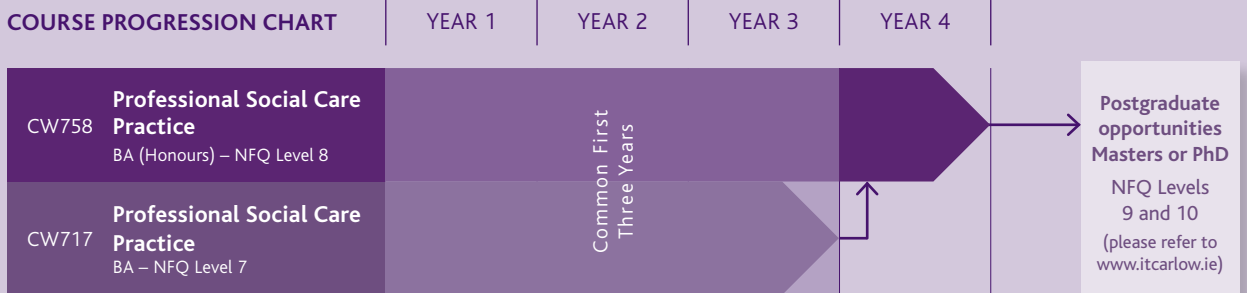 COURSE PROGRESSION CHART
YEAR 1
YEAR 2
YEAR 3
YEAR 4
CW758
Professional Social Care
Practice
BA (Honours) – NFQ Level 8
CW717
Professional Social Care
Practice
BA – NFQ Level 7
Common First
Three Years
Postgraduate
opportunities
Masters or PhD
NFQ Levels
9 and 10
(please refer to
www.itcarlow.ie)